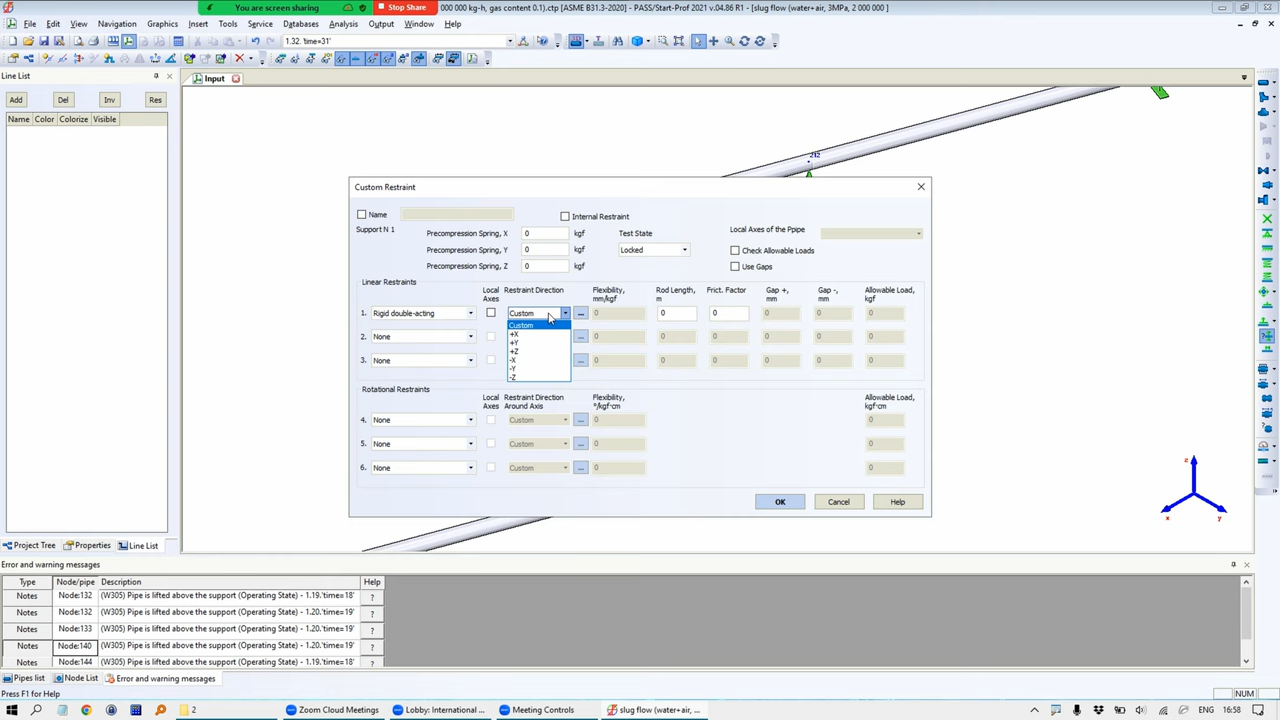 You are screen sharing
Stop Share
000 000 kg-h, gas content 0.1).ctp [ASME B31.3-2020] - PASS/Start-Prof 2021 v.04.86 R1 - [slug flow (water+air, 3MPa, 2 000 000 ]
File Edit View Navigation Graphics Insert Tools Service Databases Analysis Output Window Help
1.32. 'time=31'
Line List
Input
Add Del Inv Res
Name Color Colorize Visible
212
Custom Restraint
Name
Internal Restraint
Support N 1
Precompression Spring, X 0 kgf
Test State
Local Axes of the Ppipe
Precompression Spring, Y 0 kgf
Locked
Check Allowable Loads
Precompression Spring, Z 0 kgf
Use Gaps
Linear Restraints
Local Axes
Restraint Direction
Flexibility, mm/kgf
Rod Length, m
Frict. Factor
Gap +, mm
Gap -, mm
Allowable Load, kgf
1. Rigid double-acting Custom ... 0 0 0 0 0 0
Custom
+X
+Y
+Z
-X
-Y
-Z
2. None ... 0 0 0 0 0 0
3. None ... 0 0 0 0 0 0
Rotational Restraints
Local Axes
Restraint Direction Around Axis
Flexibility, °/kgf·cm
Allowable Load, kgf·cm
4. None Custom ... 0 0
5. None Custom ... 0 0
6. None Custom ... 0 0
OK Cancel Help
z
x
y
Project Tree Properties Line List
Error and warning messages
Type Node/pipe Description Help
Notes Node:132 (W305) Pipe is lifted above the support (Operating State) - 1.19.'time=18' ?
Notes Node:132 (W305) Pipe is lifted above the support (Operating State) - 1.20.'time=19' ?
Notes Node:133 (W305) Pipe is lifted above the support (Operating State) - 1.20.'time=19' ?
Notes Node:140 (W305) Pipe is lifted above the support (Operating State) - 1.20.'time=19' ?
Notes Node:144 (W305) Pipe is lifted above the support (Operating State) - 1.19.'time=18' ?
Pipes list Node List Error and warning messages
Press F1 for Help
NUM
2
Zoom Cloud Meetings
Lobby: International ...
Meeting Controls
slug flow (water+air, ...
ENG
16:58